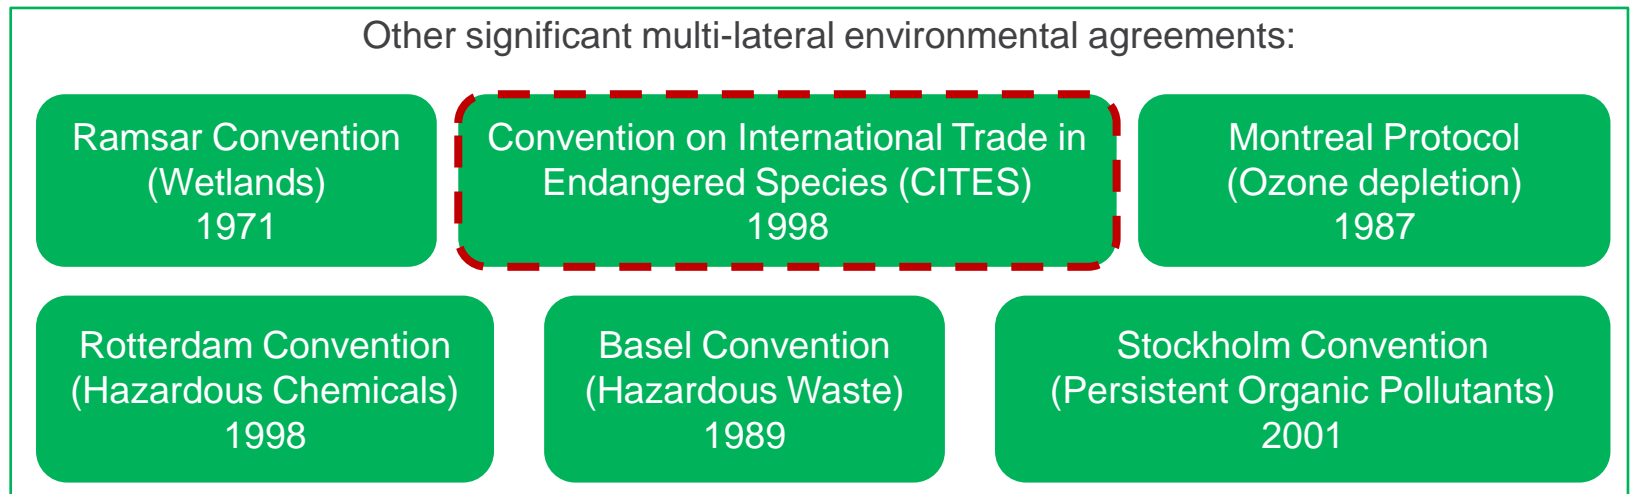 Other significant multi-lateral environmental agreements:
Ramsar Convention
(Wetlands)
1971
Convention on International Trade in
Endangered Species (CITES)
1998
Montreal Protocol
(Ozone depletion)
1987
Rotterdam Convention
(Hazardous Chemicals)
1998
Basel Convention
(Hazardous Waste)
1989
Stockholm Convention
(Persistent Organic Pollutants)
2001